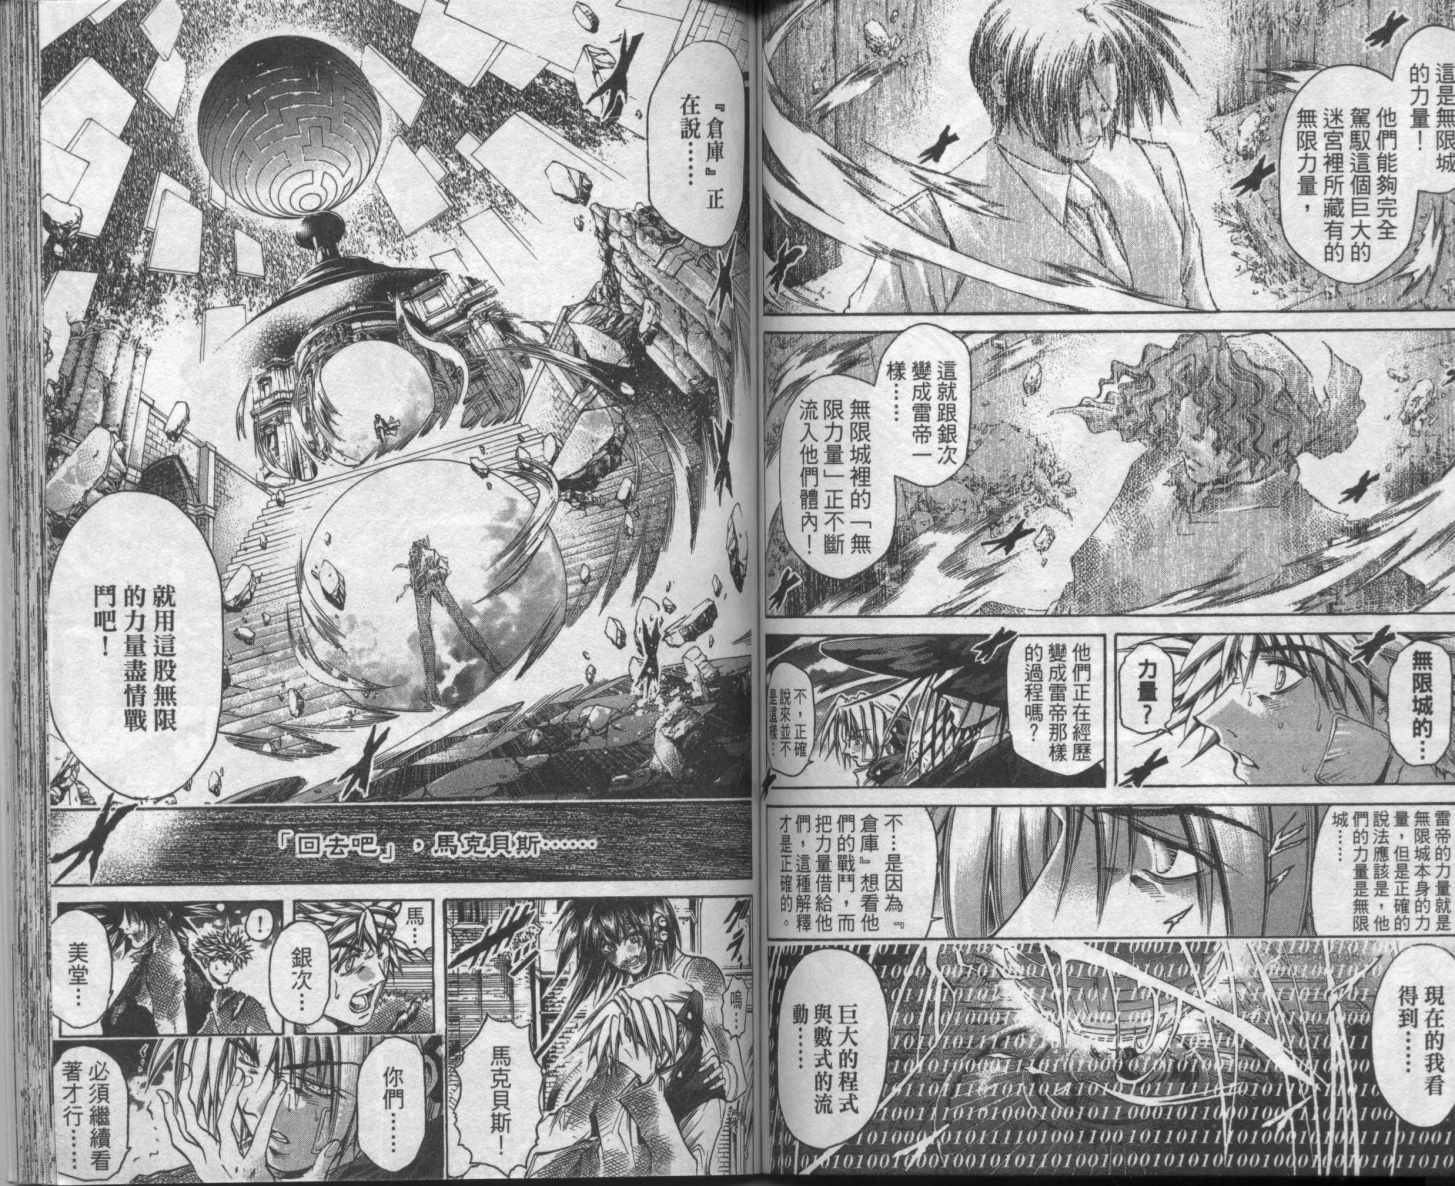 這是無限城
的力量！
他們能夠完全
駕馭這個巨大的
迷宮裡所藏有的
無限力量，
這就跟銀次
變成雷帝一
樣……
無限城裡的「無
限力量」正不斷
流入他們體內！
無限城的…
力量？
他們正在經歷
變成雷帝那樣
的過程嗎？
不，正確
說來並不
是這樣…
雷帝的力量就是
無限城本身的力
量，但是正確的
說法應該是，他
們的力量是無限
城……
不…是因為『
倉庫』想看他
們的戰鬥，而
把力量借給他
們，這種解釋
才是正確的。
現在的我看
得到……
巨大的程式
與數式的流
動……
『倉庫』正
在說……
就用這股無限
的力量盡情戰
鬥吧！
「回去吧」，馬克貝斯……
嗚…
馬克貝斯！
馬…
銀次…
！
美堂…
你們……
必須繼續看
著才行……